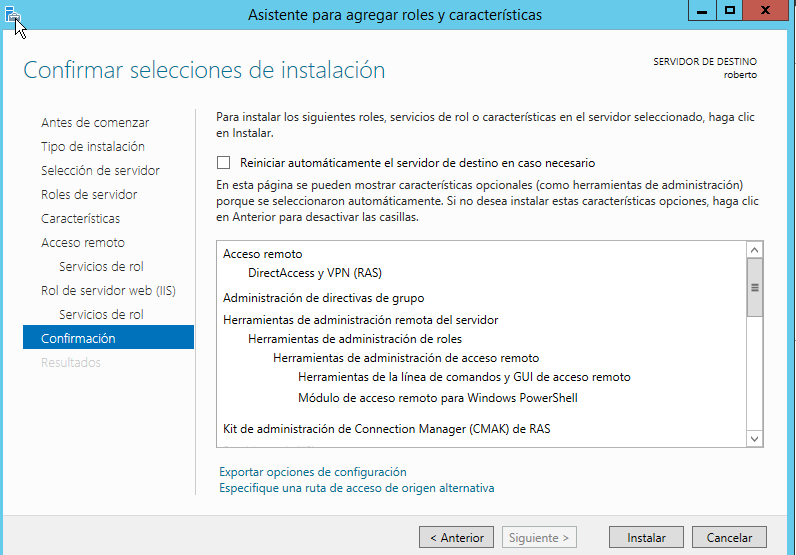 Asistente para agregar roles y características
Confirmar selecciones de instalación
SERVIDOR DE DESTINO
roberto
Antes de comenzar
Tipo de instalación
Selección de servidor
Roles de servidor
Características
Acceso remoto
Servicios de rol
Rol de servidor web (IIS)
Servicios de rol
Confirmación
Resultados
Para instalar los siguientes roles, servicios de rol o características en el servidor seleccionado, haga clic
en Instalar.
Reiniciar automáticamente el servidor de destino en caso necesario
En esta página se pueden mostrar características opcionales (como herramientas de administración)
porque se seleccionaron automáticamente. Si no desea instalar estas características opciones, haga clic
en Anterior para desactivar las casillas.
Acceso remoto
DirectAccess y VPN (RAS)
Administración de directivas de grupo
Herramientas de administración remota del servidor
Herramientas de administración de roles
Herramientas de administración de acceso remoto
Herramientas de la línea de comandos y GUI de acceso remoto
Módulo de acceso remoto para Windows PowerShell
Kit de administración de Connection Manager (CMAK) de RAS
Exportar opciones de configuración
Especifique una ruta de acceso de origen alternativa
< Anterior
Siguiente >
Instalar
Cancelar